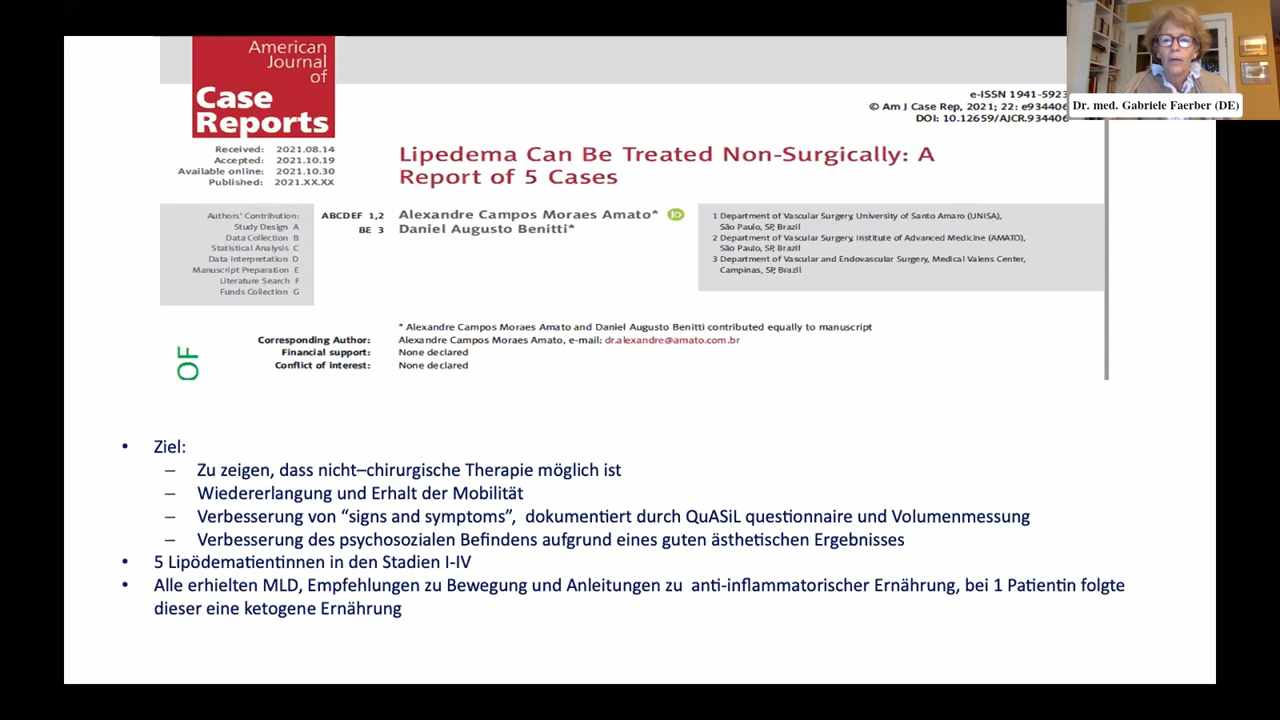 American
Journal
of
Case
Reports
e-ISSN 1941-5923
© Am J Case Rep, 2021; 22: e934406
DOI: 10.12659/AJCR.934406
Dr. med. Gabriele Faerber (DE)
Received: 2021.08.14
Accepted: 2021.10.19
Available online: 2021.10.30
Published: 2021.XX.XX
Lipedema Can Be Treated Non-Surgically: A
Report of 5 Cases
Authors' Contribution:
Study Design A
Data Collection B
Statistical Analysis C
Data Interpretation D
Manuscript Preparation E
Literature Search F
Funds Collection G
ABCDEF 1,2 Alexandre Campos Moraes Amato* iD
BE 3 Daniel Augusto Benitti*
1 Department of Vascular Surgery, University of Santo Amaro (UNISA),
São Paulo, SP, Brazil
2 Department of Vascular Surgery, Institute of Advanced Medicine (AMATO),
São Paulo, SP, Brazil
3 Department of Vascular and Endovascular Surgery, Medical Valens Center,
Campinas, SP, Brazil
* Alexandre Campos Moraes Amato and Daniel Augusto Benitti contributed equally to manuscript
Corresponding Author: Alexandre Campos Moraes Amato, e-mail: dr.alexandre@amato.com.br
Financial support: None declared
Conflict of interest: None declared
OF
• Ziel:
– Zu zeigen, dass nicht–chirurgische Therapie möglich ist
– Wiedererlangung und Erhalt der Mobilität
– Verbesserung von “signs and symptoms”, dokumentiert durch QuASiL questionnaire und Volumenmessung
– Verbesserung des psychosozialen Befindens aufgrund eines guten ästhetischen Ergebnisses
• 5 Lipödematientinnen in den Stadien I-IV
• Alle erhielten MLD, Empfehlungen zu Bewegung und Anleitungen zu anti-inflammatorischer Ernährung, bei 1 Patientin folgte
dieser eine ketogene Ernährung